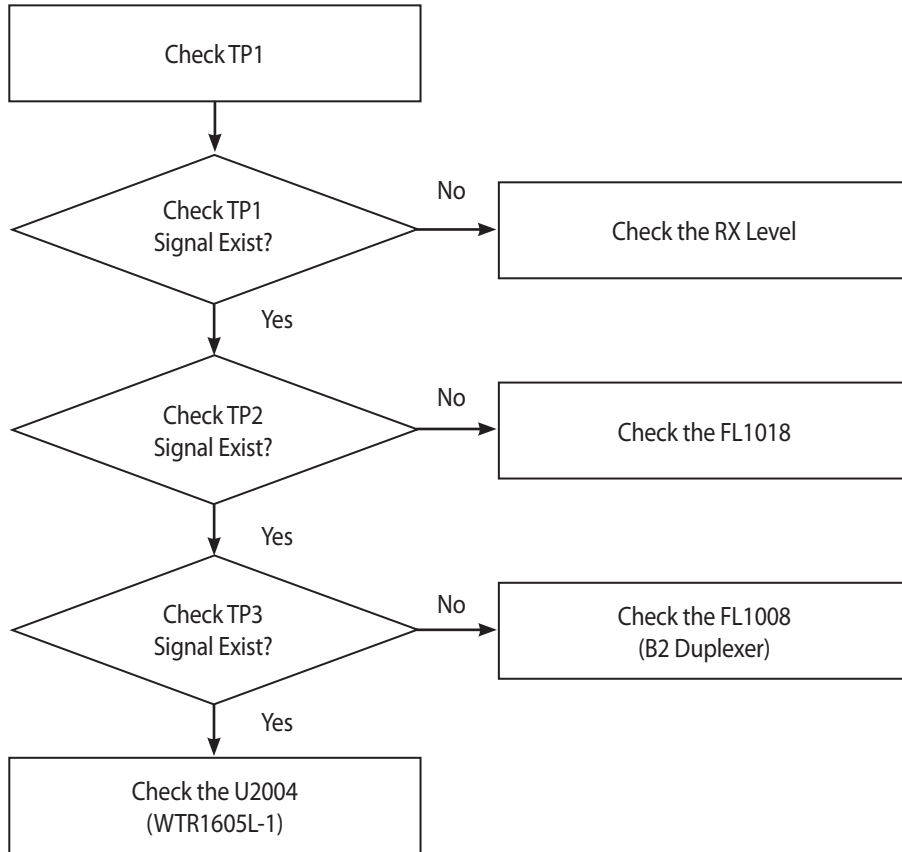 Check TP1
Check TP1
Signal Exist?
No
Check the RX Level
Yes
Check TP2
Signal Exist?
No
Check the FL1018
Yes
Check TP3
Signal Exist?
No
Check the FL1008
(B2 Duplexer)
Yes
Check the U2004
(WTR1605L-1)